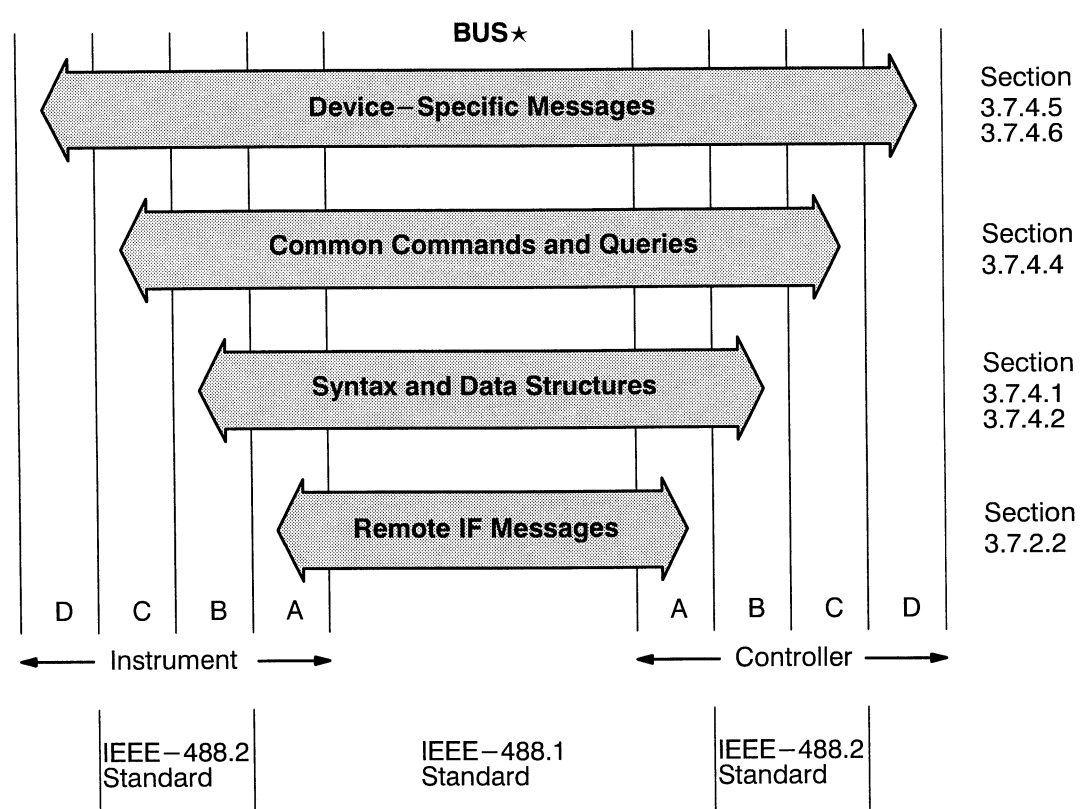 BUS★
Device−Specific Messages
Section
3.7.4.5
3.7.4.6
Common Commands and Queries
Section
3.7.4.4
Syntax and Data Structures
Section
3.7.4.1
3.7.4.2
Remote IF Messages
Section
3.7.2.2
D C B A A B C D
Instrument
Controller
IEEE−488.2
Standard
IEEE−488.1
Standard
IEEE−488.2
Standard